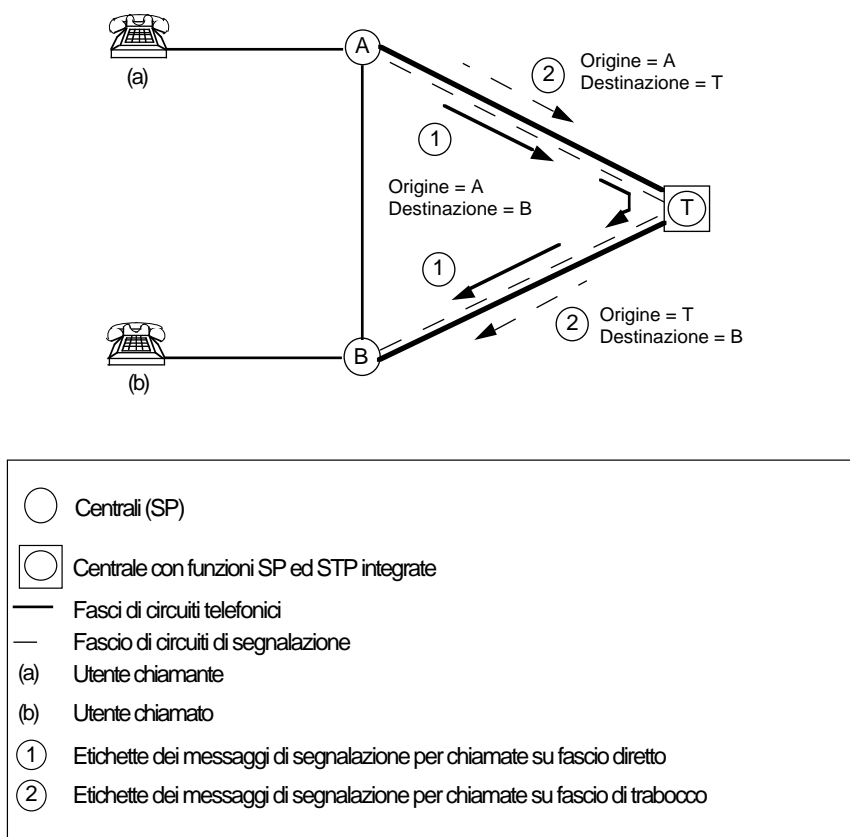 (a)
A
2
Origine = A
Destinazione = T
1
Origine = A
Destinazione = B
T
1
2
Origine = T
Destinazione = B
B
(b)
Centrali (SP)
Centrale con funzioni SP ed STP integrate
Fasci di circuiti telefonici
Fascio di circuiti di segnalazione
(a) Utente chiamante
(b) Utente chiamato
1 Etichette dei messaggi di segnalazione per chiamate su fascio diretto
2 Etichette dei messaggi di segnalazione per chiamate su fascio di trabocco